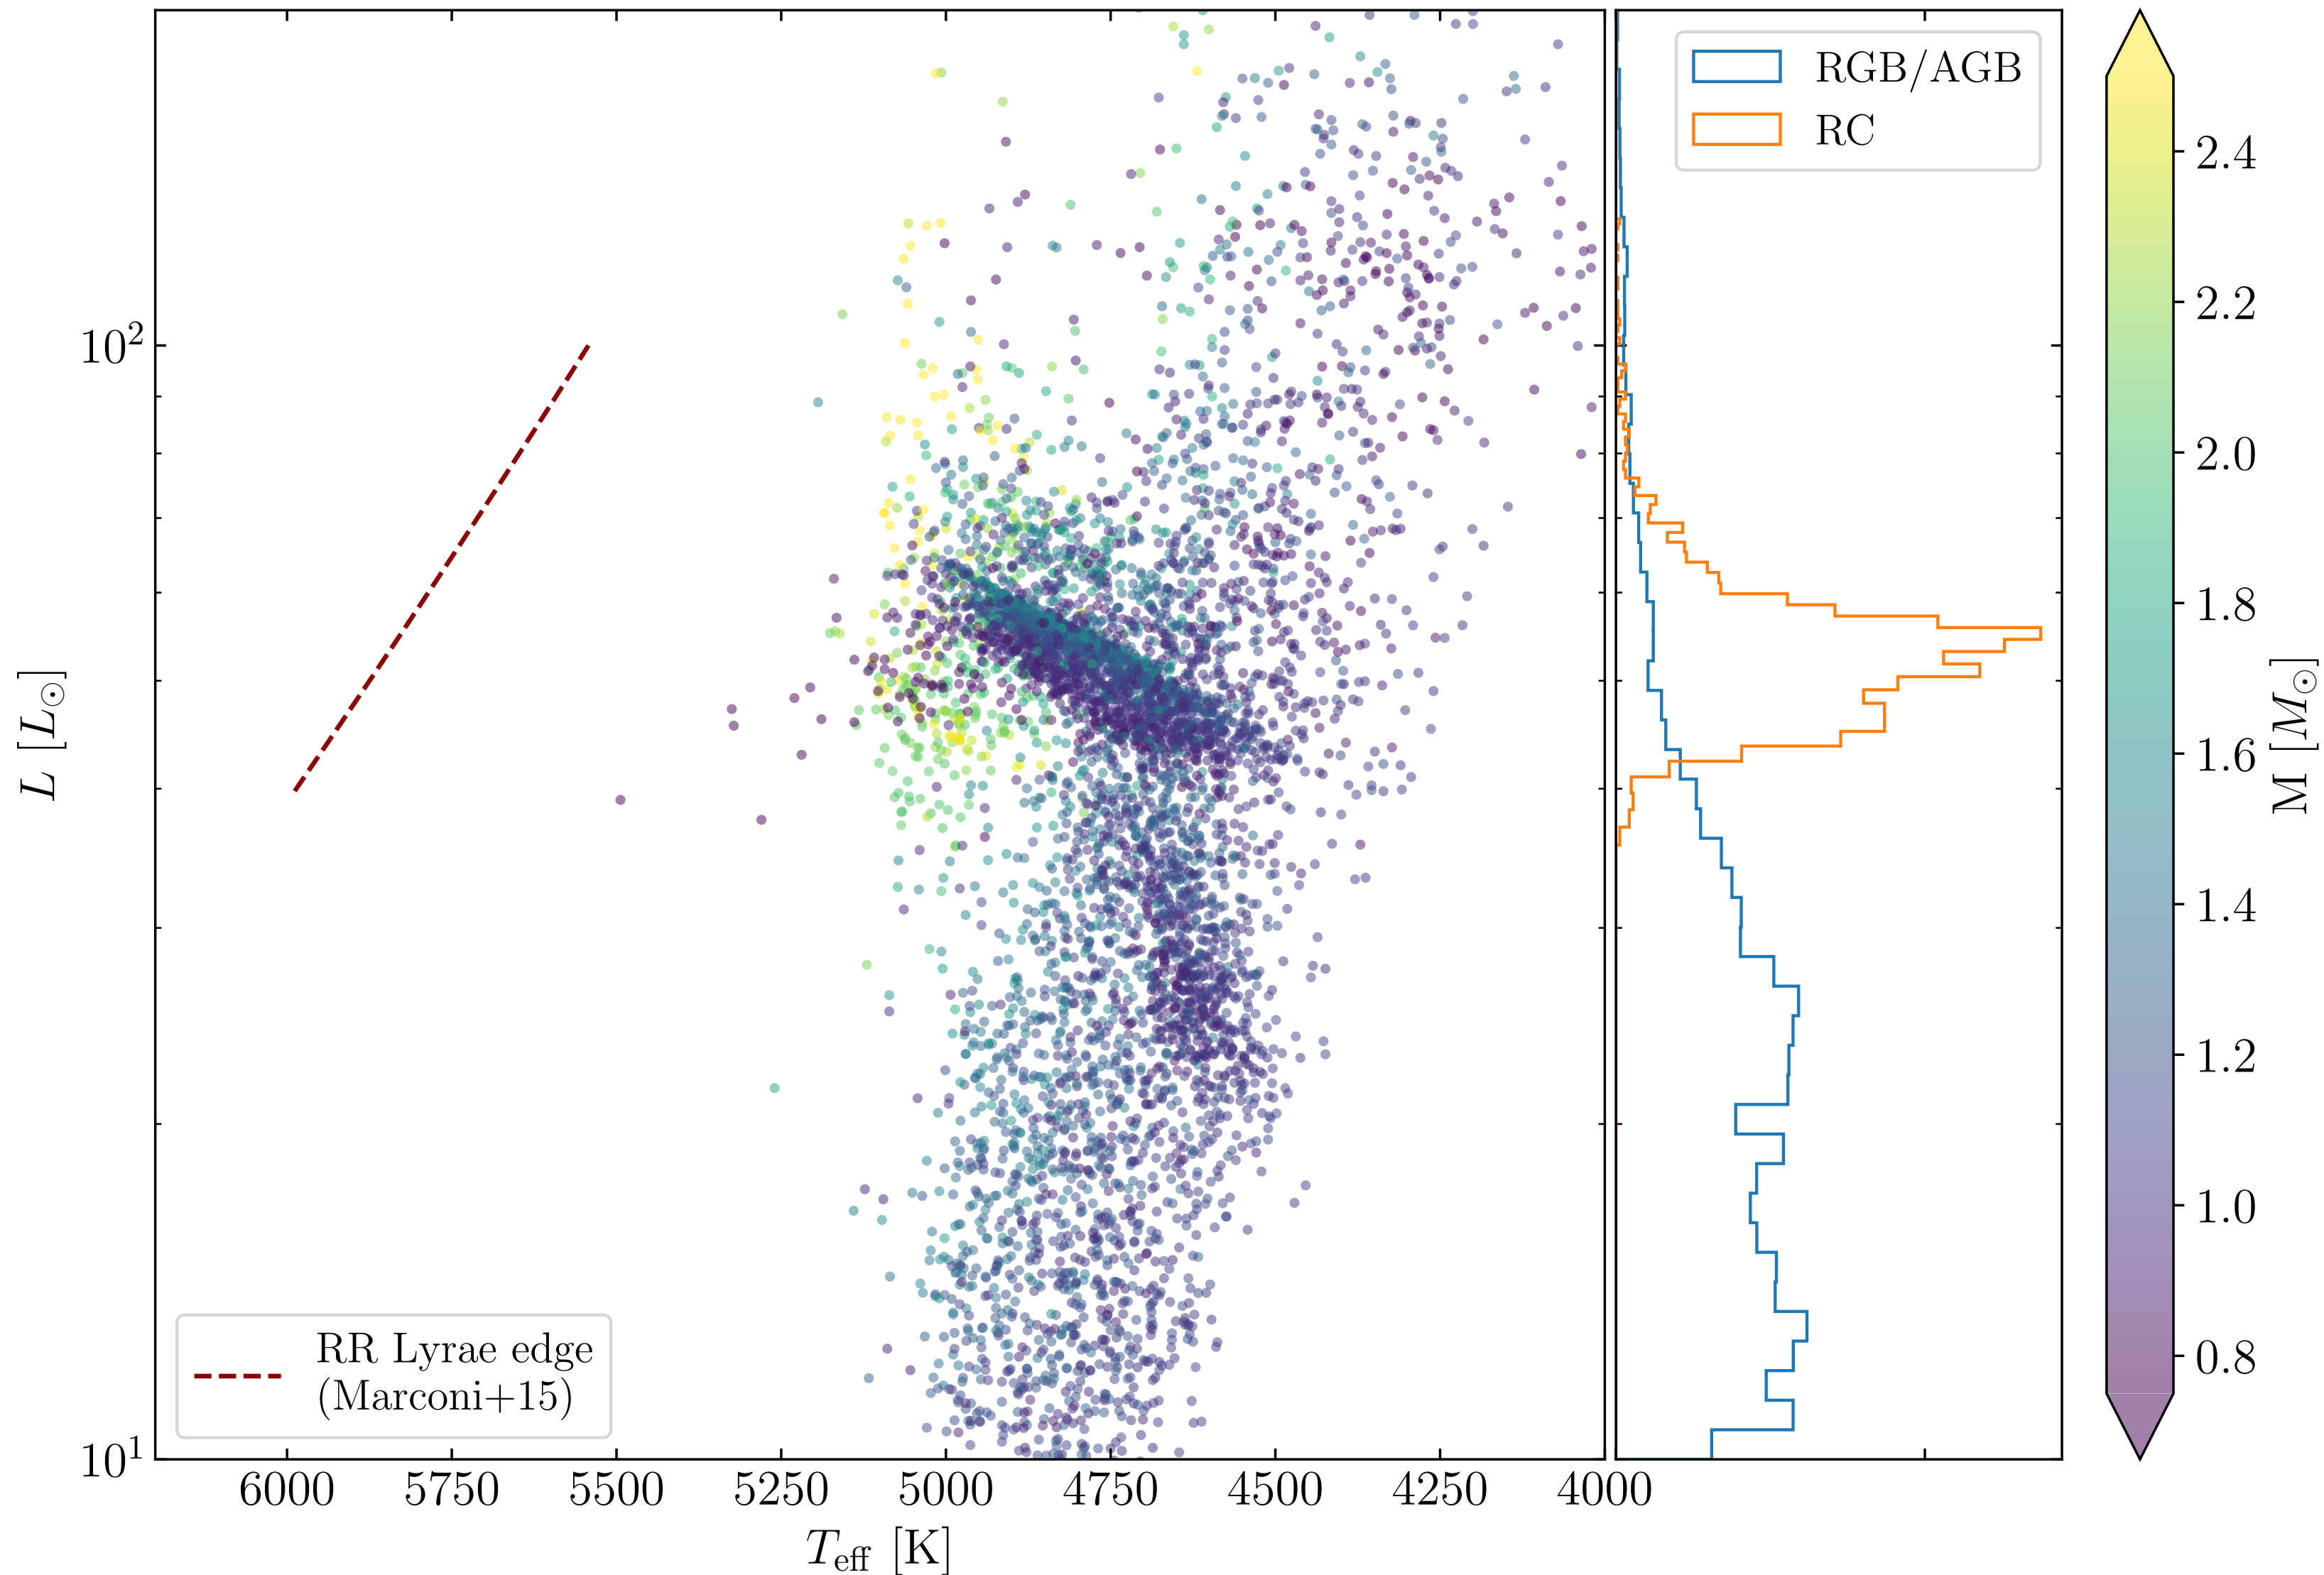 RGB/AGB
RC
10²
10¹
L [L☉]
RR Lyrae edge
(Marconi+15)
6000 5750 5500 5250 5000 4750 4500 4250 4000
T_eff [K]
2.4
2.2
2.0
1.8
1.6
1.4
1.2
1.0
0.8
M [M☉]